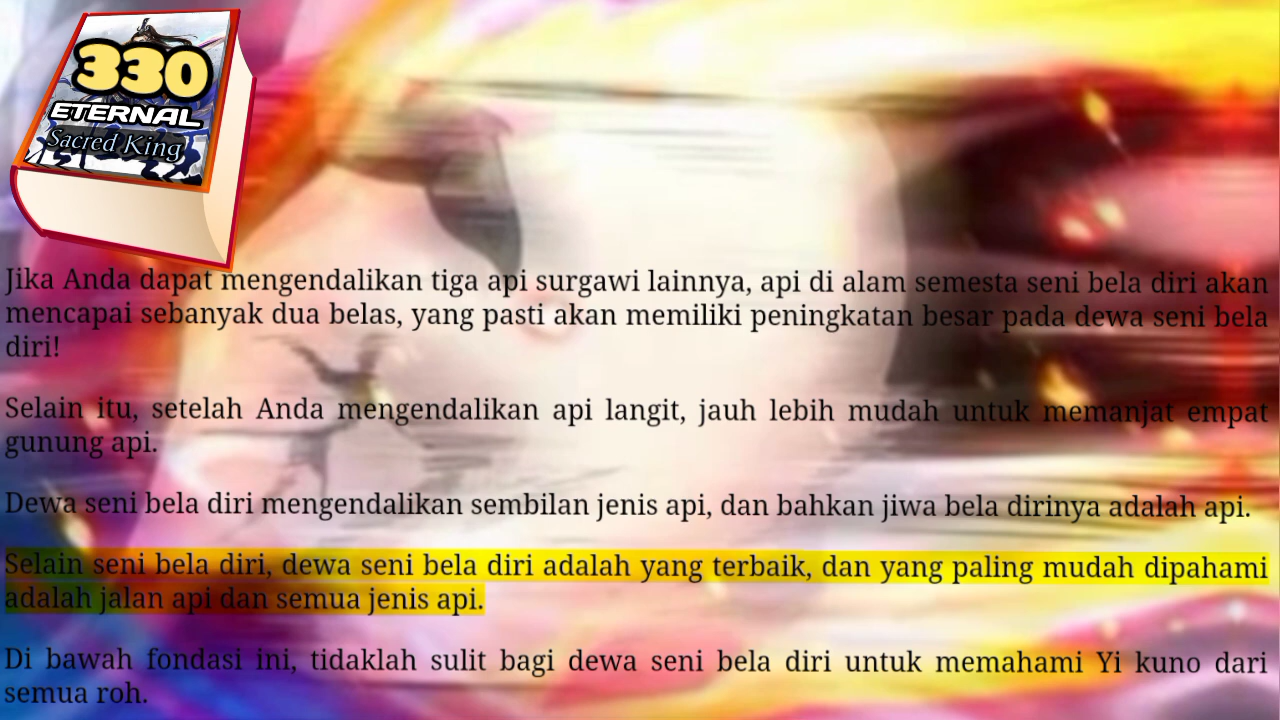 330
ETERNAL
Sacred King
Jika Anda dapat mengendalikan tiga api surgawi lainnya, api di alam semesta seni bela diri akan
mencapai sebanyak dua belas, yang pasti akan memiliki peningkatan besar pada dewa seni bela
diri!
Selain itu, setelah Anda mengendalikan api langit, jauh lebih mudah untuk memanjat empat
gunung api.
Dewa seni bela diri mengendalikan sembilan jenis api, dan bahkan jiwa bela dirinya adalah api.
Selain seni bela diri, dewa seni bela diri adalah yang terbaik, dan yang paling mudah dipahami
adalah jalan api dan semua jenis api.
Di bawah fondasi ini, tidaklah sulit bagi dewa seni bela diri untuk memahami Yi kuno dari
semua roh.